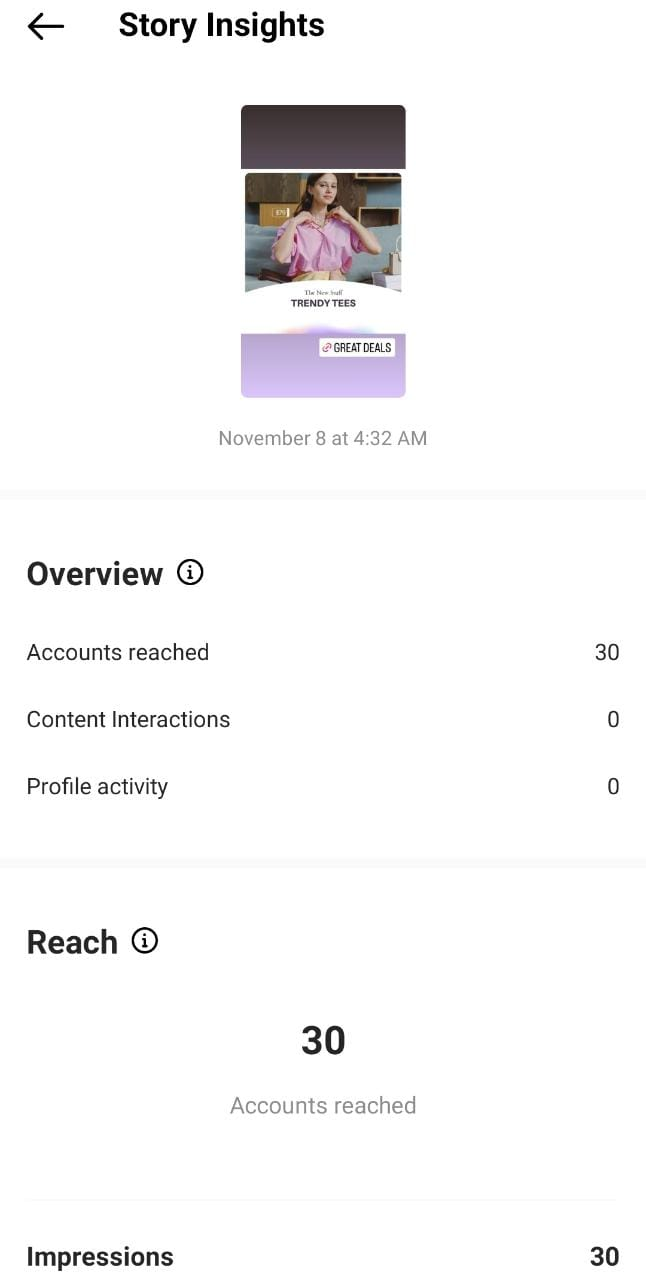 Story Insights
$79
The New Stuff
TRENDY TEES
GREAT DEALS
November 8 at 4:32 AM
Overview
Accounts reached 30
Content Interactions 0
Profile activity 0
Reach
30
Accounts reached
Impressions 30